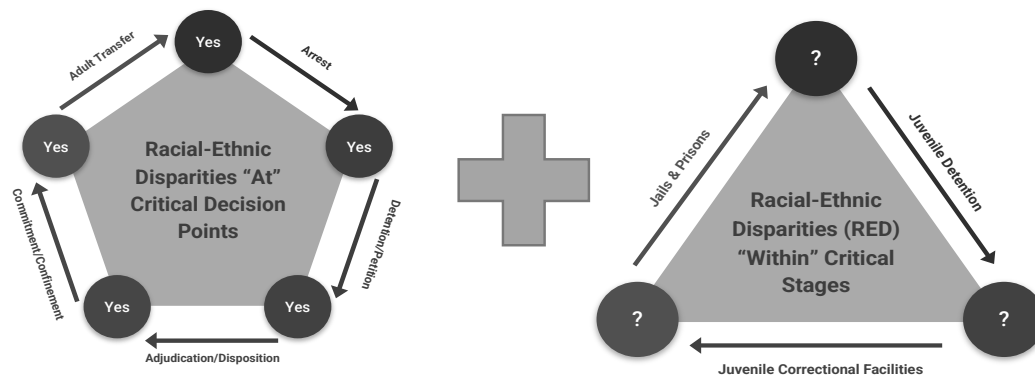 Yes
Adult Transfer
Arrest
Yes
Yes
Racial-Ethnic
Disparities “At”
Critical Decision
Points
Commitment/Confinement
Detention/Petition
Yes
Yes
Adjudication/Disposition
?
Jails & Prisons
Juvenile Detention
Racial-Ethnic
Disparities (RED)
“Within” Critical
Stages
?
?
Juvenile Correctional Facilities